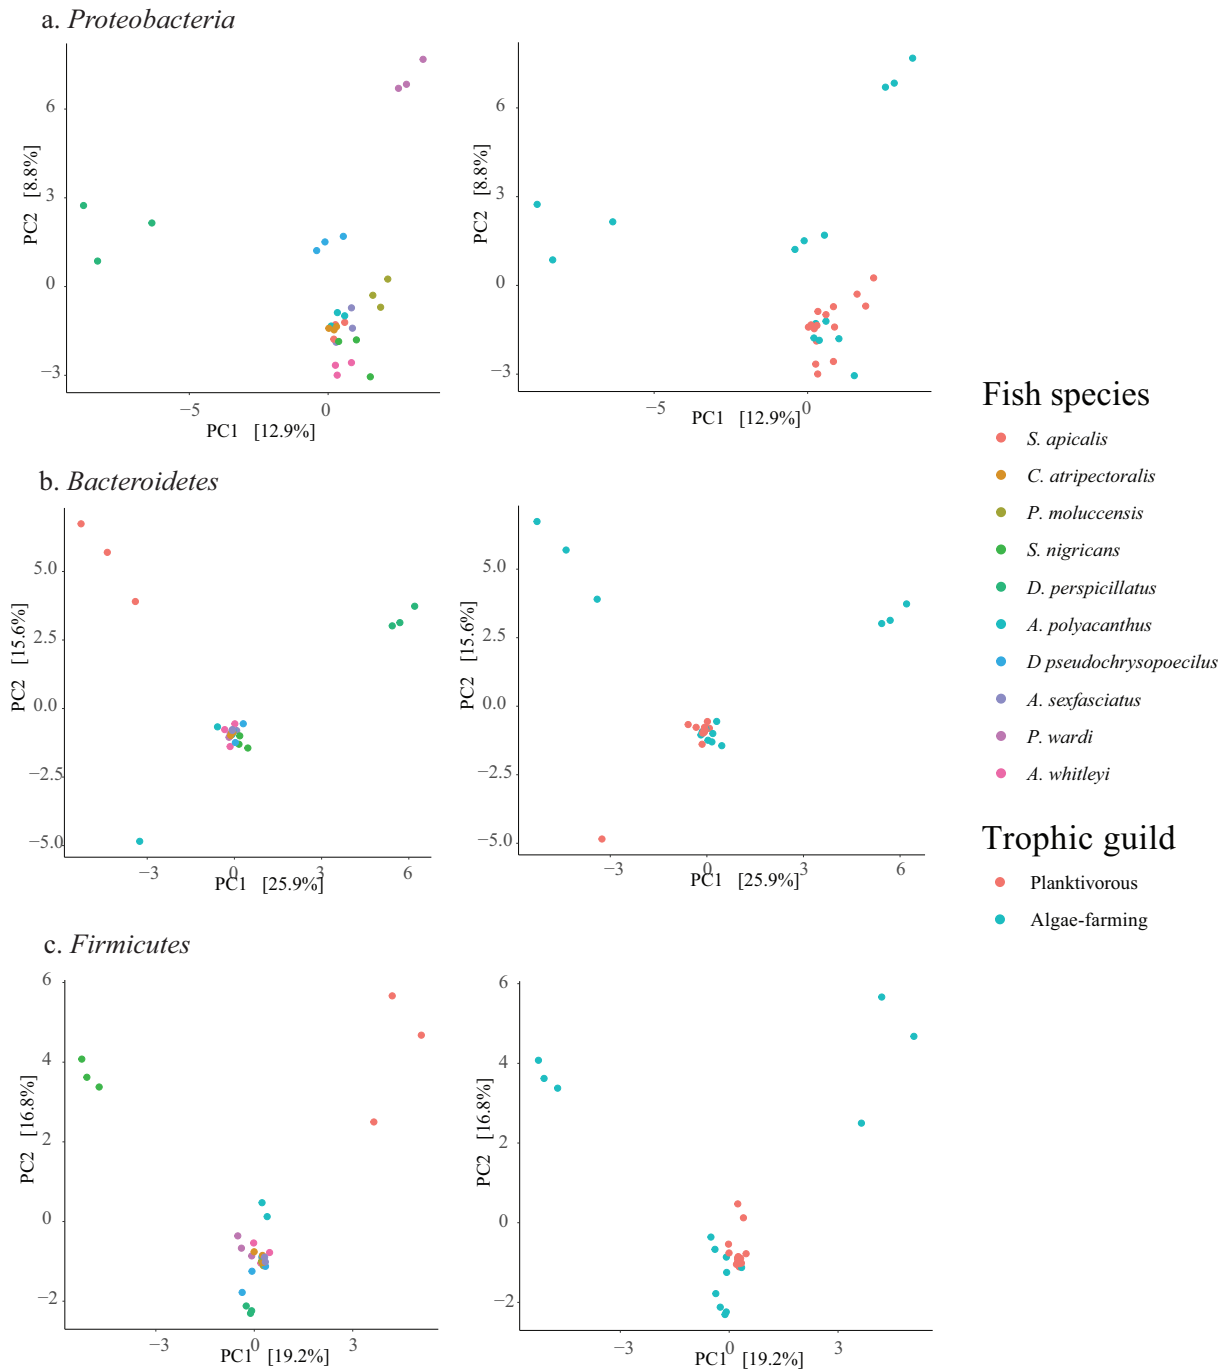 a. Proteobacteria
6
3
0
−3
PC2 [8.8%]
−5
0
PC1 [12.9%]
6
3
0
−3
PC2 [8.8%]
−5
0
PC1 [12.9%]
b. Bacteroidetes
5.0
2.5
0.0
−2.5
−5.0
PC2 [15.6%]
−3
0
3
6
PC1 [25.9%]
5.0
2.5
0.0
−2.5
−5.0
PC2 [15.6%]
−3
0
3
6
PC1 [25.9%]
c. Firmicutes
6
4
2
0
−2
PC2 [16.8%]
−3
0
3
PC1 [19.2%]
6
4
2
0
−2
PC2 [16.8%]
−3
0
3
PC1 [19.2%]
Fish species
S. apicalis
C. atripectoralis
P. moluccensis
S. nigricans
D. perspicillatus
A. polyacanthus
D pseudochrysopoecilus
A. sexfasciatus
P. wardi
A. whitleyi
Trophic guild
Planktivorous
Algae-farming